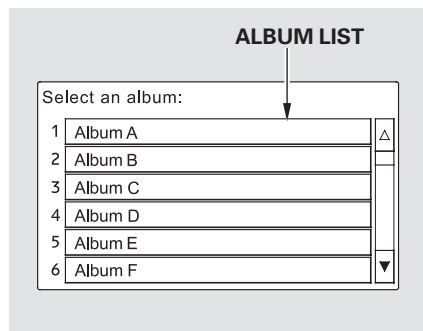 ALBUM LIST
Select an album:
1 Album A
2 Album B
3 Album C
4 Album D
5 Album E
6 Album F